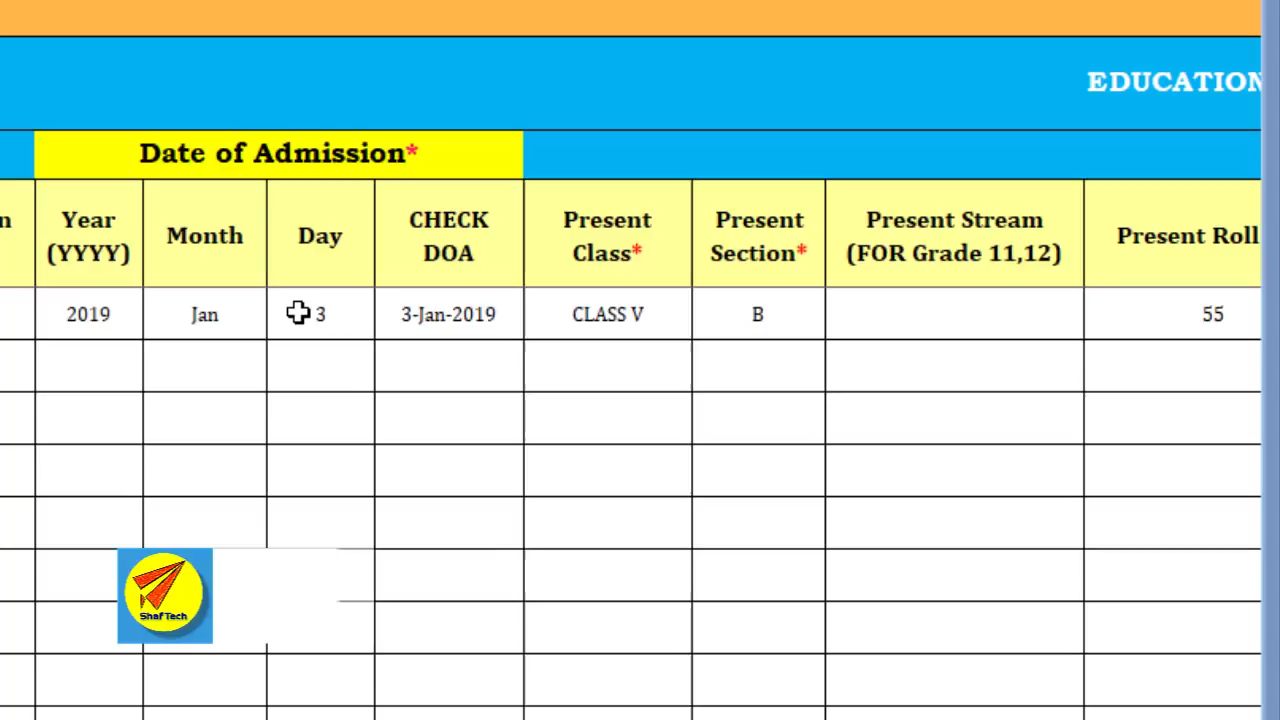 EDUCATION
Date of Admission*
Year (YYYY)
Month
Day
CHECK DOA
Present Class*
Present Section*
Present Stream (FOR Grade 11,12)
Present Roll
2019
Jan
3
3-Jan-2019
CLASS V
B
55
Shaf Tech